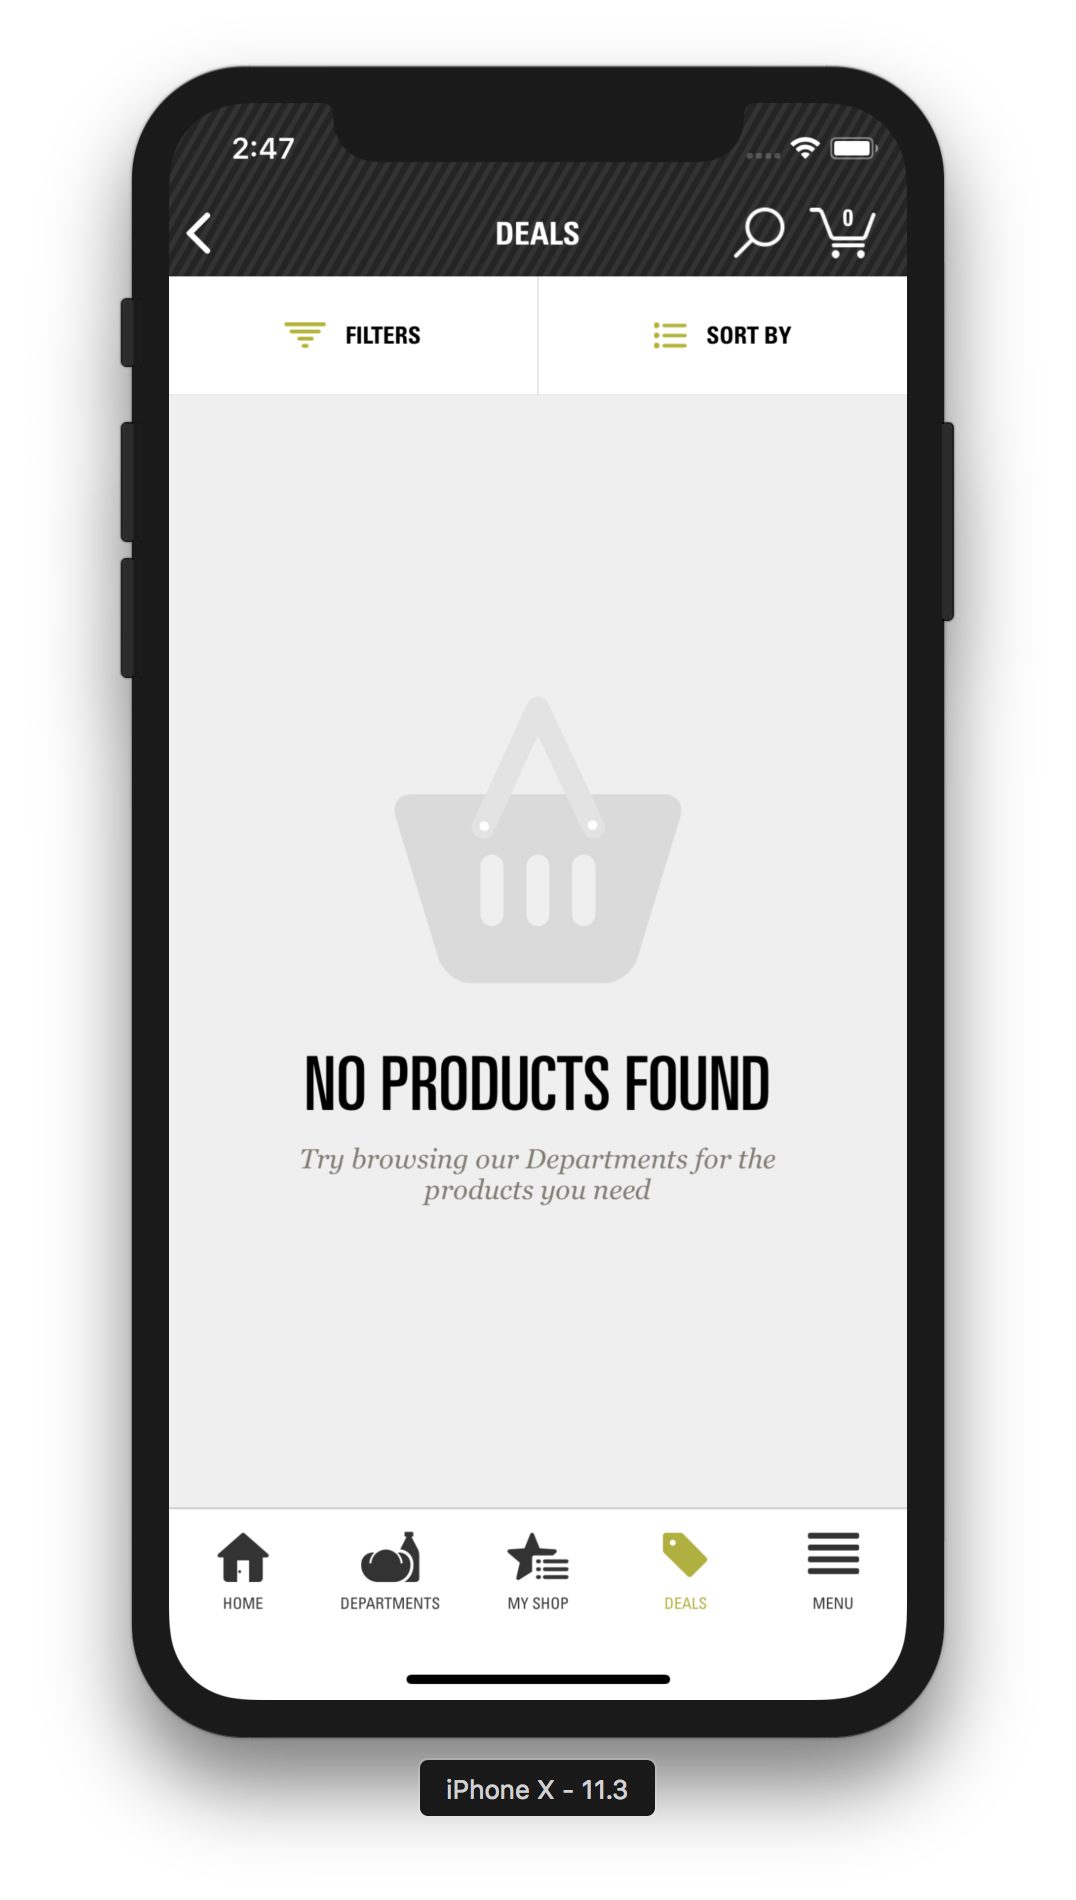 2:47
DEALS
0
FILTERS
SORT BY
NO PRODUCTS FOUND
Try browsing our Departments for the
products you need
HOME
DEPARTMENTS
MY SHOP
DEALS
MENU
iPhone X - 11.3